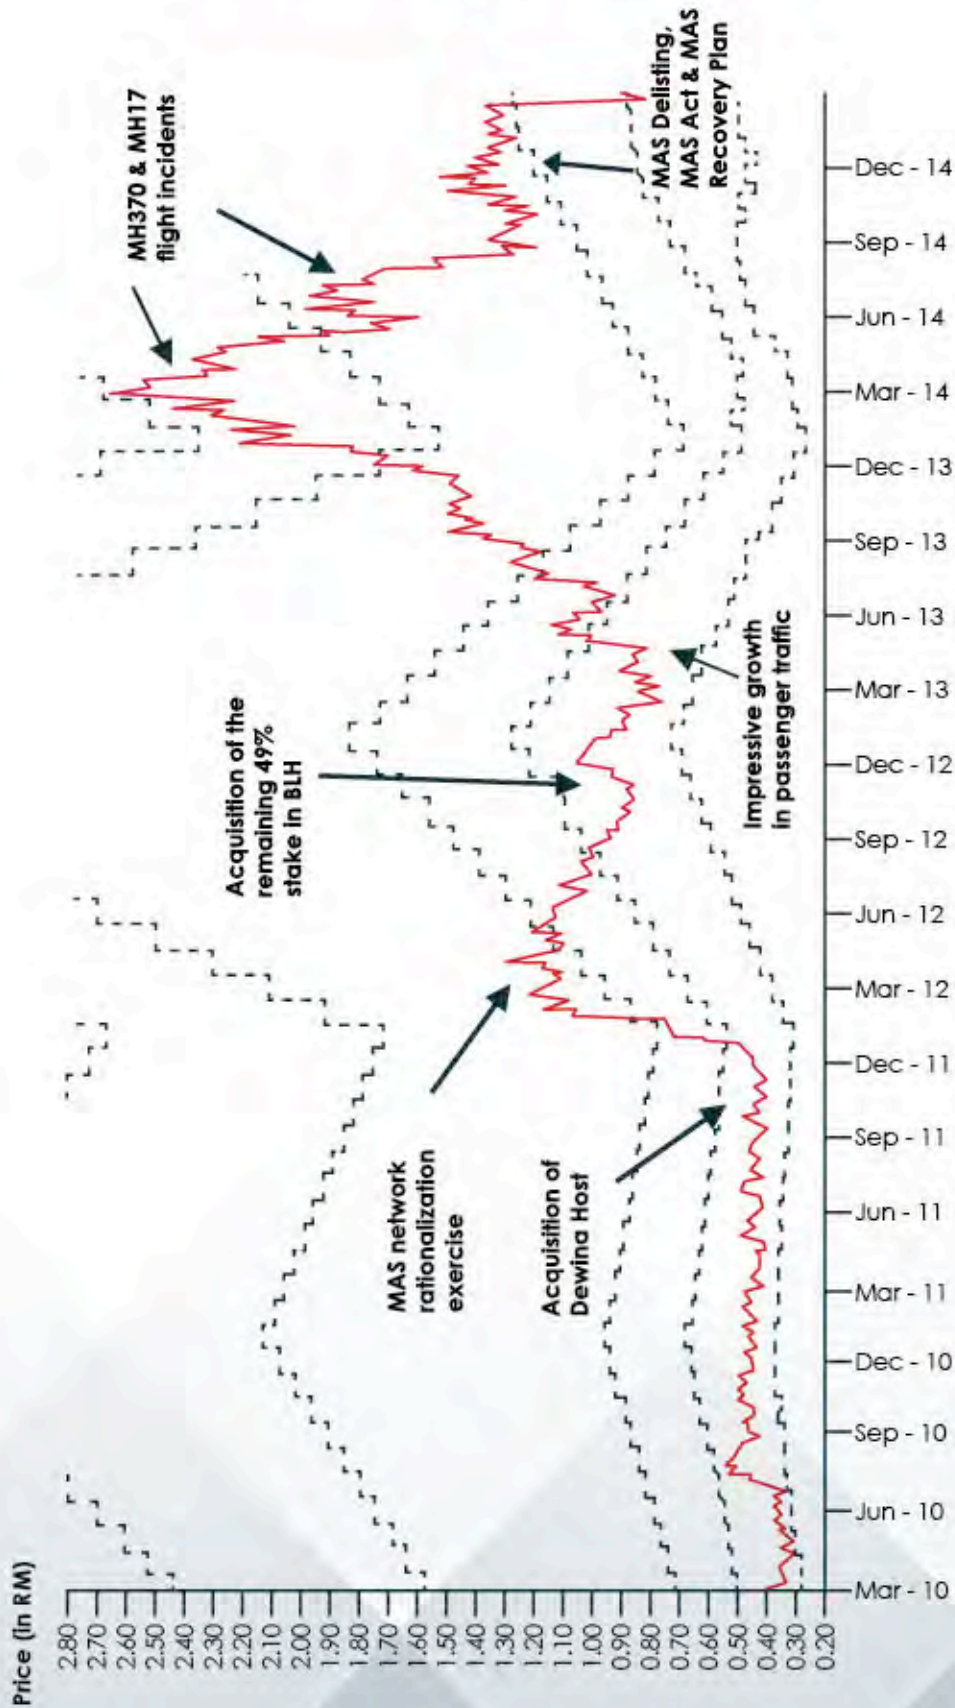 Price (In RM)
2.80
2.70
2.60
2.50
2.40
2.30
2.20
2.10
2.00
1.90
1.80
1.70
1.60
1.50
1.40
1.30
1.20
1.10
1.00
0.90
0.80
0.70
0.60
0.50
0.40
0.30
0.20
Mar - 10
Jun - 10
Sep - 10
Dec - 10
Mar - 11
Jun - 11
Sep - 11
Dec - 11
Mar - 12
Jun - 12
Sep - 12
Dec - 12
Mar - 13
Jun - 13
Sep - 13
Dec - 13
Mar - 14
Jun - 14
Sep - 14
Dec - 14
Acquisition of
Dewina Host
MAS network
rationalization
exercise
Acquisition of the
remaining 49%
stake in BLH
Impressive growth
in passenger traffic
MH370 & MH17
flight incidents
MAS Delisting,
MAS Act & MAS
Recovery Plan